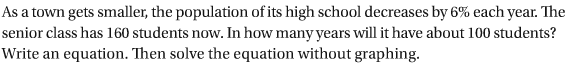 As a town gets smaller, the population of its high school decreases by 6% each year. The
senior class has 160 students now. In how many years will it have about 100 students?
Write an equation. Then solve the equation without graphing.